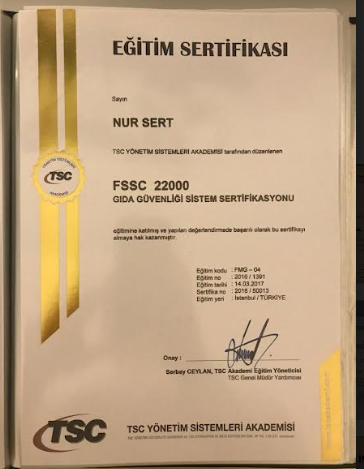 EĞİTİM SERTİFİKASI
Sayın
NUR SERT
TSC YÖNETİM SİSTEMLERİ AKADEMİSİ tarafından düzenlenen
FSSC 22000
GIDA GÜVENLİĞİ SİSTEM SERTİFİKASYONU
eğitimine katılmış ve yapılan değerlendirmede başarılı olarak bu sertifikayı
almaya hak kazanmıştır.
Eğitim kodu : FMG – 04
Eğitim no : 2016 / 1391
Eğitim tarihi : 14.03.2017
Sertifika no : 2016 / 50013
Eğitim yeri : İstanbul / TÜRKİYE
TSC
Onay :
Serbay CEYLAN, TSC Akademi Eğitim Yöneticisi
TSC Genel Müdür Yardımcısı
TSC
TSC YÖNETİM SİSTEMLERİ AKADEMİSİ